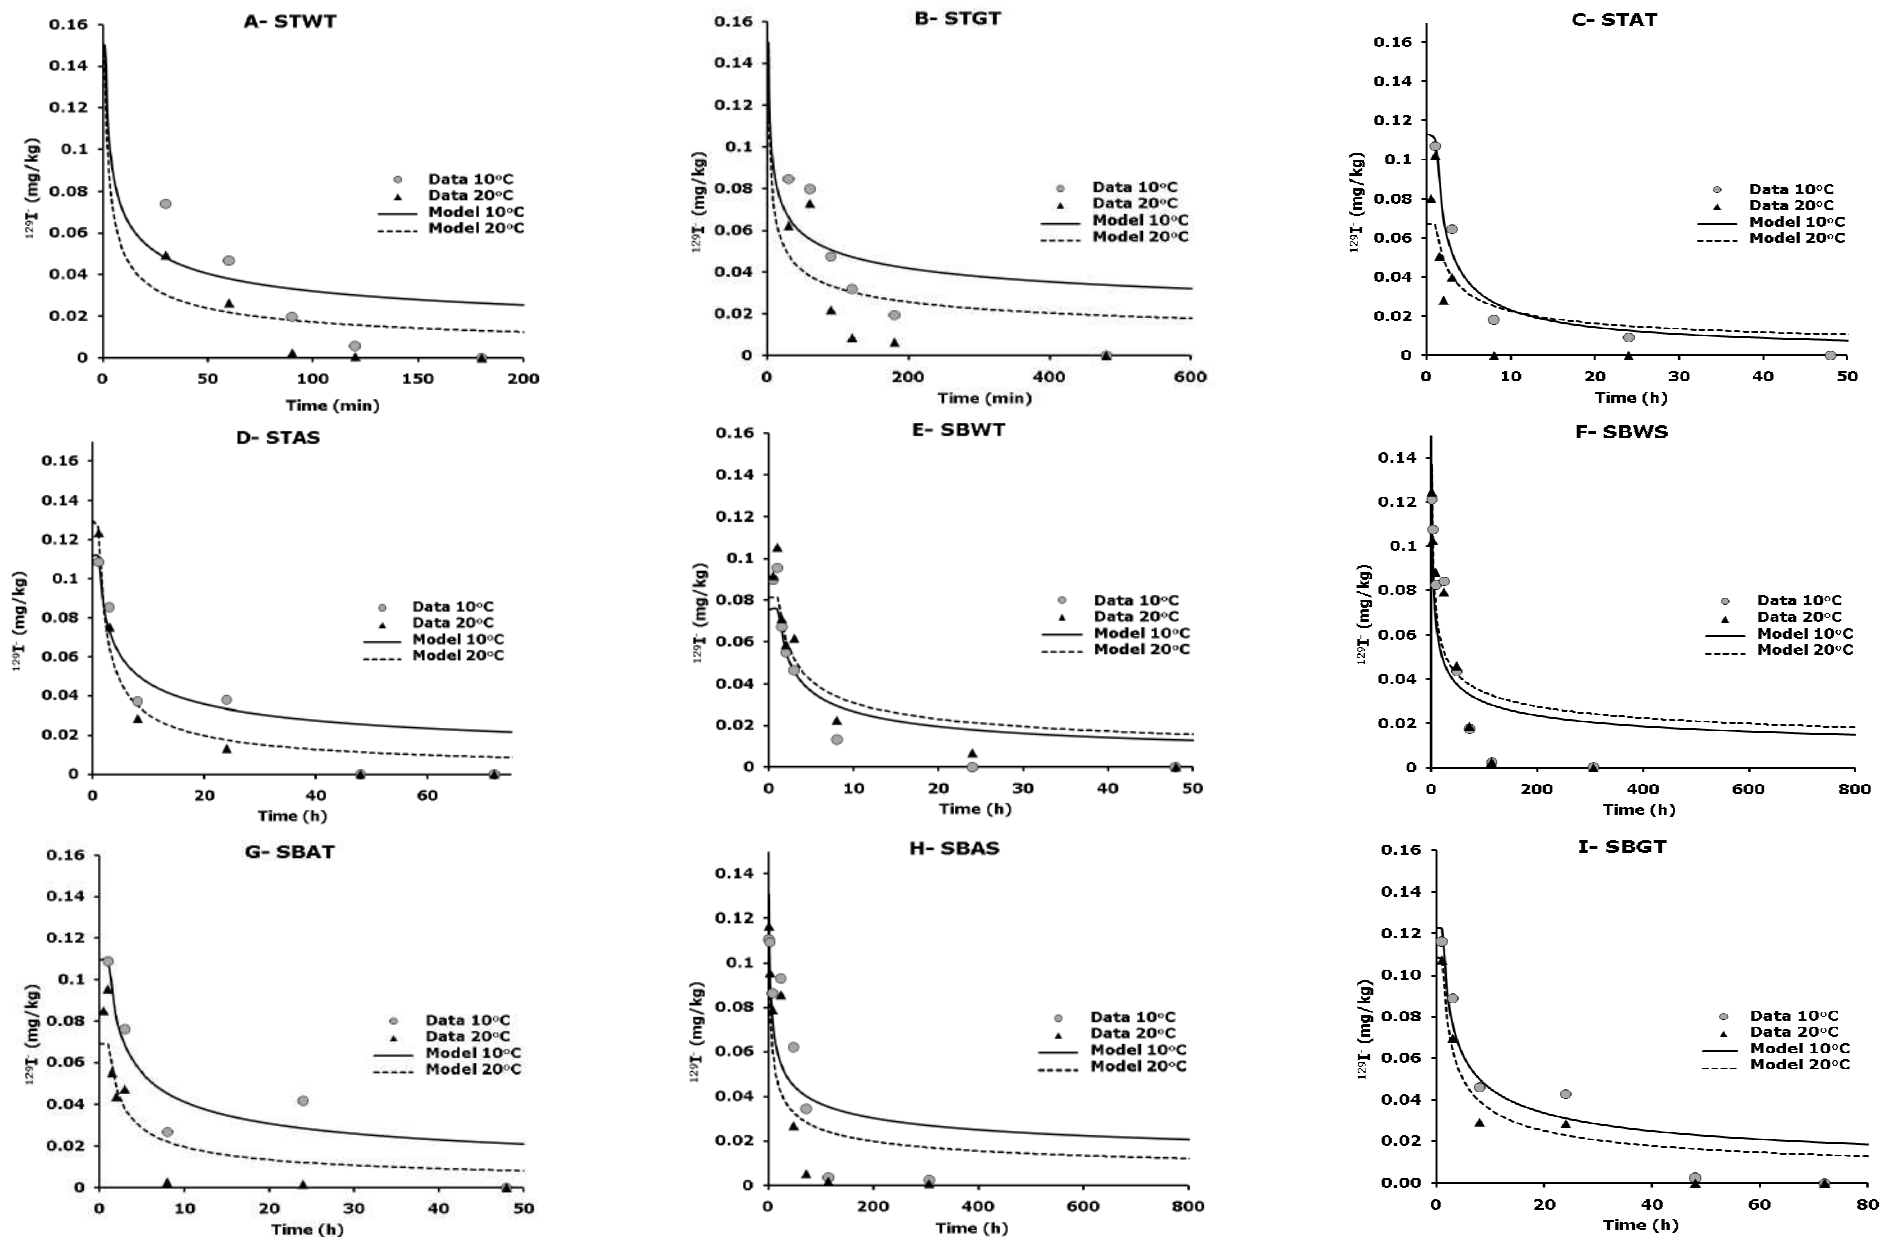 A- STWT
0.16
0.14
0.12
0.1
0.08
0.06
0.04
0.02
0
129I- (mg/kg)
Data 10°C
Data 20°C
Model 10°C
Model 20°C
0 50 100 150 200
Time (min)
B- STGT
0.16
0.14
0.12
0.1
0.08
0.06
0.04
0.02
0
129I- (mg/kg)
Data 10°C
Data 20°C
Model 10°C
Model 20°C
0 200 400 600
Time (min)
C- STAT
0.16
0.14
0.12
0.1
0.08
0.06
0.04
0.02
0
129I- (mg/kg)
Data 10°C
Data 20°C
Model 10°C
Model 20°C
0 10 20 30 40 50
Time (h)
D- STAS
0.16
0.14
0.12
0.1
0.08
0.06
0.04
0.02
0
129I- (mg/kg)
Data 10°C
Data 20°C
Model 10°C
Model 20°C
0 20 40 60
Time (h)
E- SBWT
0.16
0.14
0.12
0.1
0.08
0.06
0.04
0.02
0
129I- (mg/kg)
Data 10°C
Data 20°C
Model 10°C
Model 20°C
0 10 20 30 40 50
Time (h)
F- SBWS
0.14
0.12
0.1
0.08
0.06
0.04
0.02
0
129I- (mg/kg)
Data 10°C
Data 20°C
Model 10°C
Model 20°C
0 200 400 600 800
Time (h)
G- SBAT
0.16
0.14
0.12
0.1
0.08
0.06
0.04
0.02
0
129I- (mg/kg)
Data 10°C
Data 20°C
Model 10°C
Model 20°C
0 10 20 30 40 50
Time (h)
H- SBAS
0.14
0.12
0.1
0.08
0.06
0.04
0.02
0
129I- (mg/kg)
Data 10°C
Data 20°C
Model 10°C
Model 20°C
0 200 400 600 800
Time (h)
I- SBGT
0.16
0.14
0.12
0.10
0.08
0.06
0.04
0.02
0.00
129I- (mg/kg)
Data 10°C
Data 20°C
Model 10°C
Model 20°C
0 20 40 60 80
Time (h)